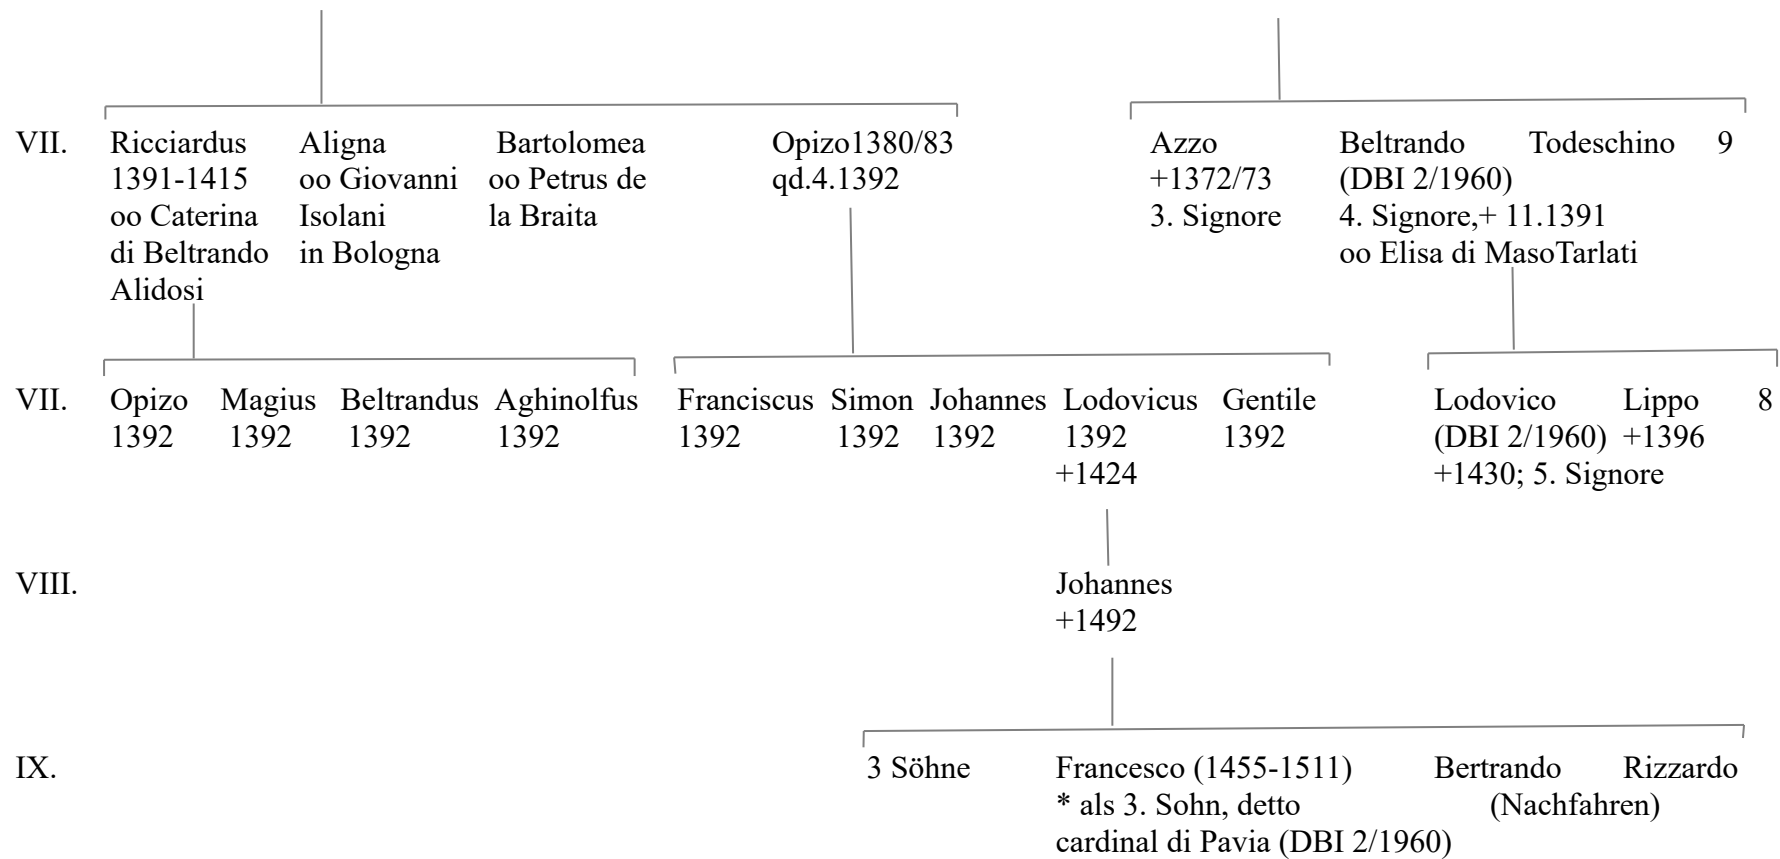 VII. Ricciardus Aligna Bartolomea Opizo1380/83 Azzo Beltrando Todeschino 9
1391-1415 oo Giovanni oo Petrus de qd.4.1392 +1372/73 (DBI 2/1960)
oo Caterina Isolani la Braita 3. Signore 4. Signore,+ 11.1391
di Beltrando in Bologna oo Elisa di MasoTarlati
Alidosi
VII. Opizo Magius Beltrandus Aghinolfus Franciscus Simon Johannes Lodovicus Gentile Lodovico Lippo 8
1392 1392 1392 1392 1392 1392 1392 1392 1392 (DBI 2/1960) +1396
+1424 +1430; 5. Signore
VIII. Johannes
+1492
IX. 3 Söhne Francesco (1455-1511) Bertrando Rizzardo
* als 3. Sohn, detto (Nachfahren)
cardinal di Pavia (DBI 2/1960)